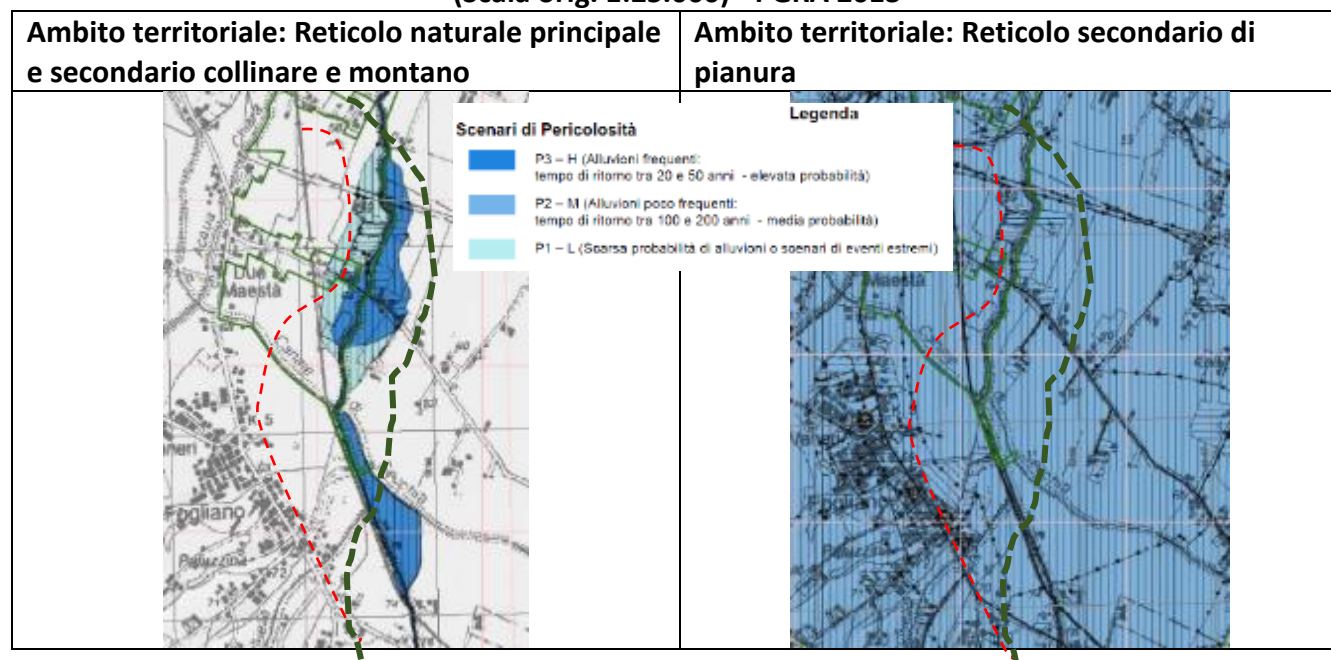 (Scala orig. 1:25.000) - PGRA 2015
Ambito territoriale: Reticolo naturale principale
e secondario collinare e montano
Ambito territoriale: Reticolo secondario di
pianura
Legenda
Scenari di Pericolosità
P3 – H (Alluvioni frequenti:
tempo di ritorno tra 20 e 50 anni - elevata probabilità)
P2 – M (Alluvioni poco frequenti:
tempo di ritorno tra 100 e 200 anni - media probabilità)
P1 – L (Scarsa probabilità di alluvioni o scenari di eventi estremi)
Due
Maestà
Maestà
Fogliano
Fogliano